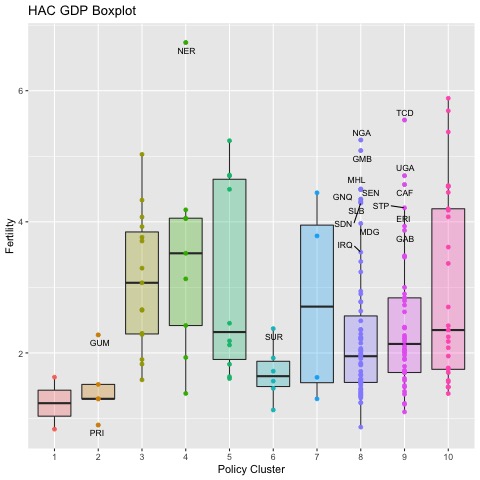 HAC GDP Boxplot
Fertility
6
4
2
NER
GUM
PRI
SUR
NGA
GMB
MHL
SEN
GNQ
SLB
SDN
MDG
IRQ
TCD
UGA
CAF
STP
ERI
GAB
1 2 3 4 5 6 7 8 9 10
Policy Cluster